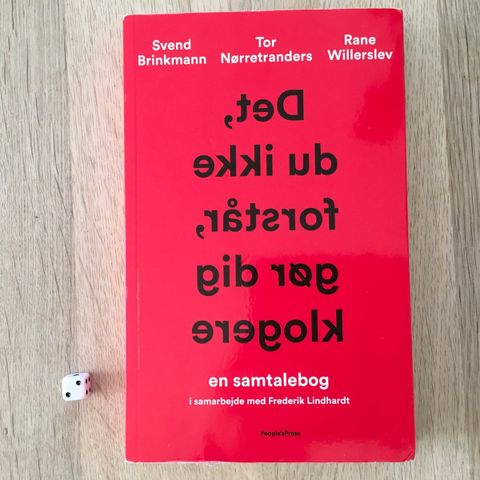 Svend Brinkmann
Tor Nørretranders
Rane Willerslev
Det,
du ikke
forstår,
gør dig
klogere
en samtalebog
i samarbejde med Frederik Lindhardt
People'sPress